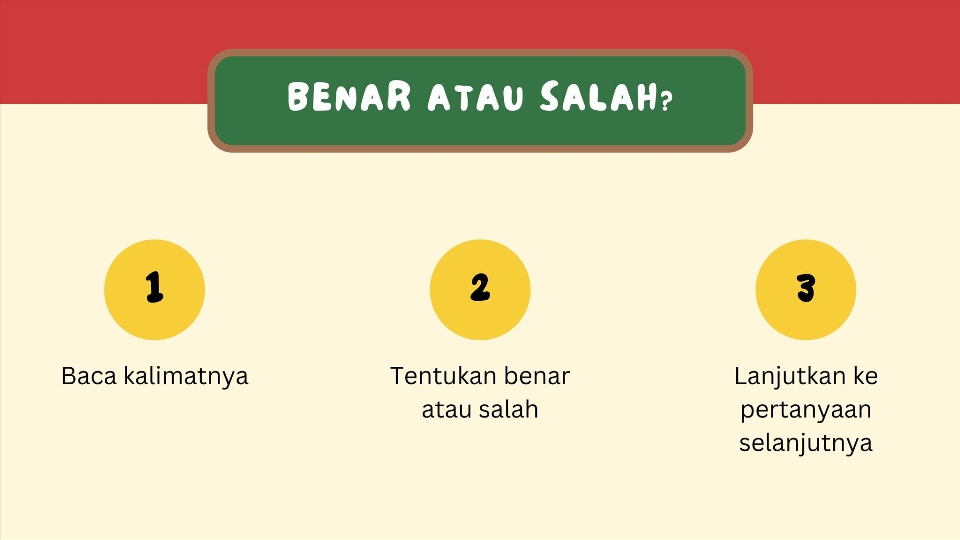 BENAR ATAU SALAH?
1
Baca kalimatnya
2
Tentukan benar
atau salah
3
Lanjutkan ke
pertanyaan
selanjutnya